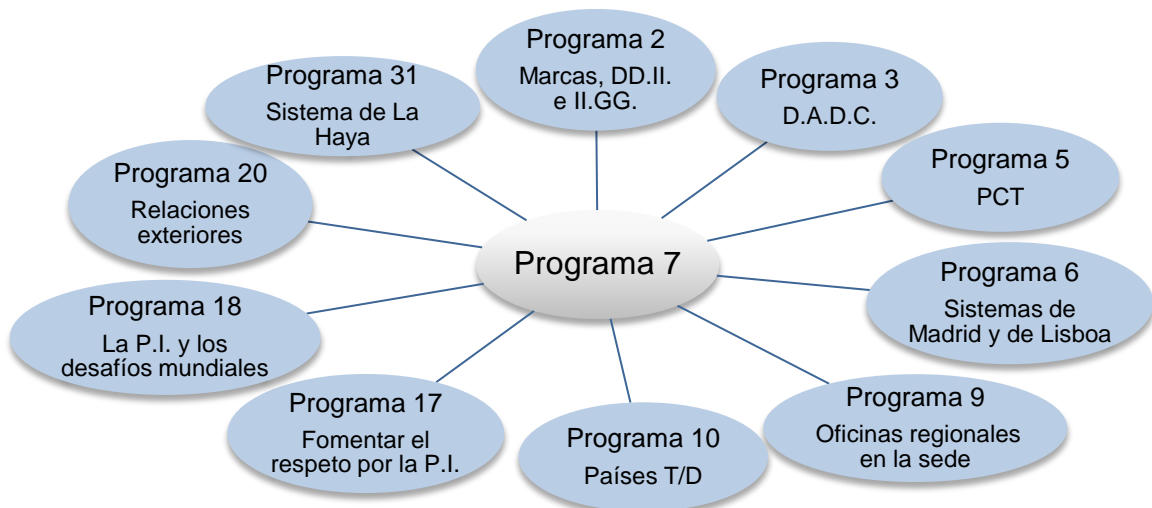 Programa 2
Marcas, DD.II.
e II.GG.
Programa 3
D.A.D.C.
Programa 5
PCT
Programa 6
Sistemas de
Madrid y de Lisboa
Programa 9
Oficinas regionales
en la sede
Programa 10
Países T/D
Programa 17
Fomentar el
respeto por la P.I.
Programa 18
La P.I. y los
desafíos mundiales
Programa 20
Relaciones
exteriores
Programa 31
Sistema de La
Haya
Programa 7